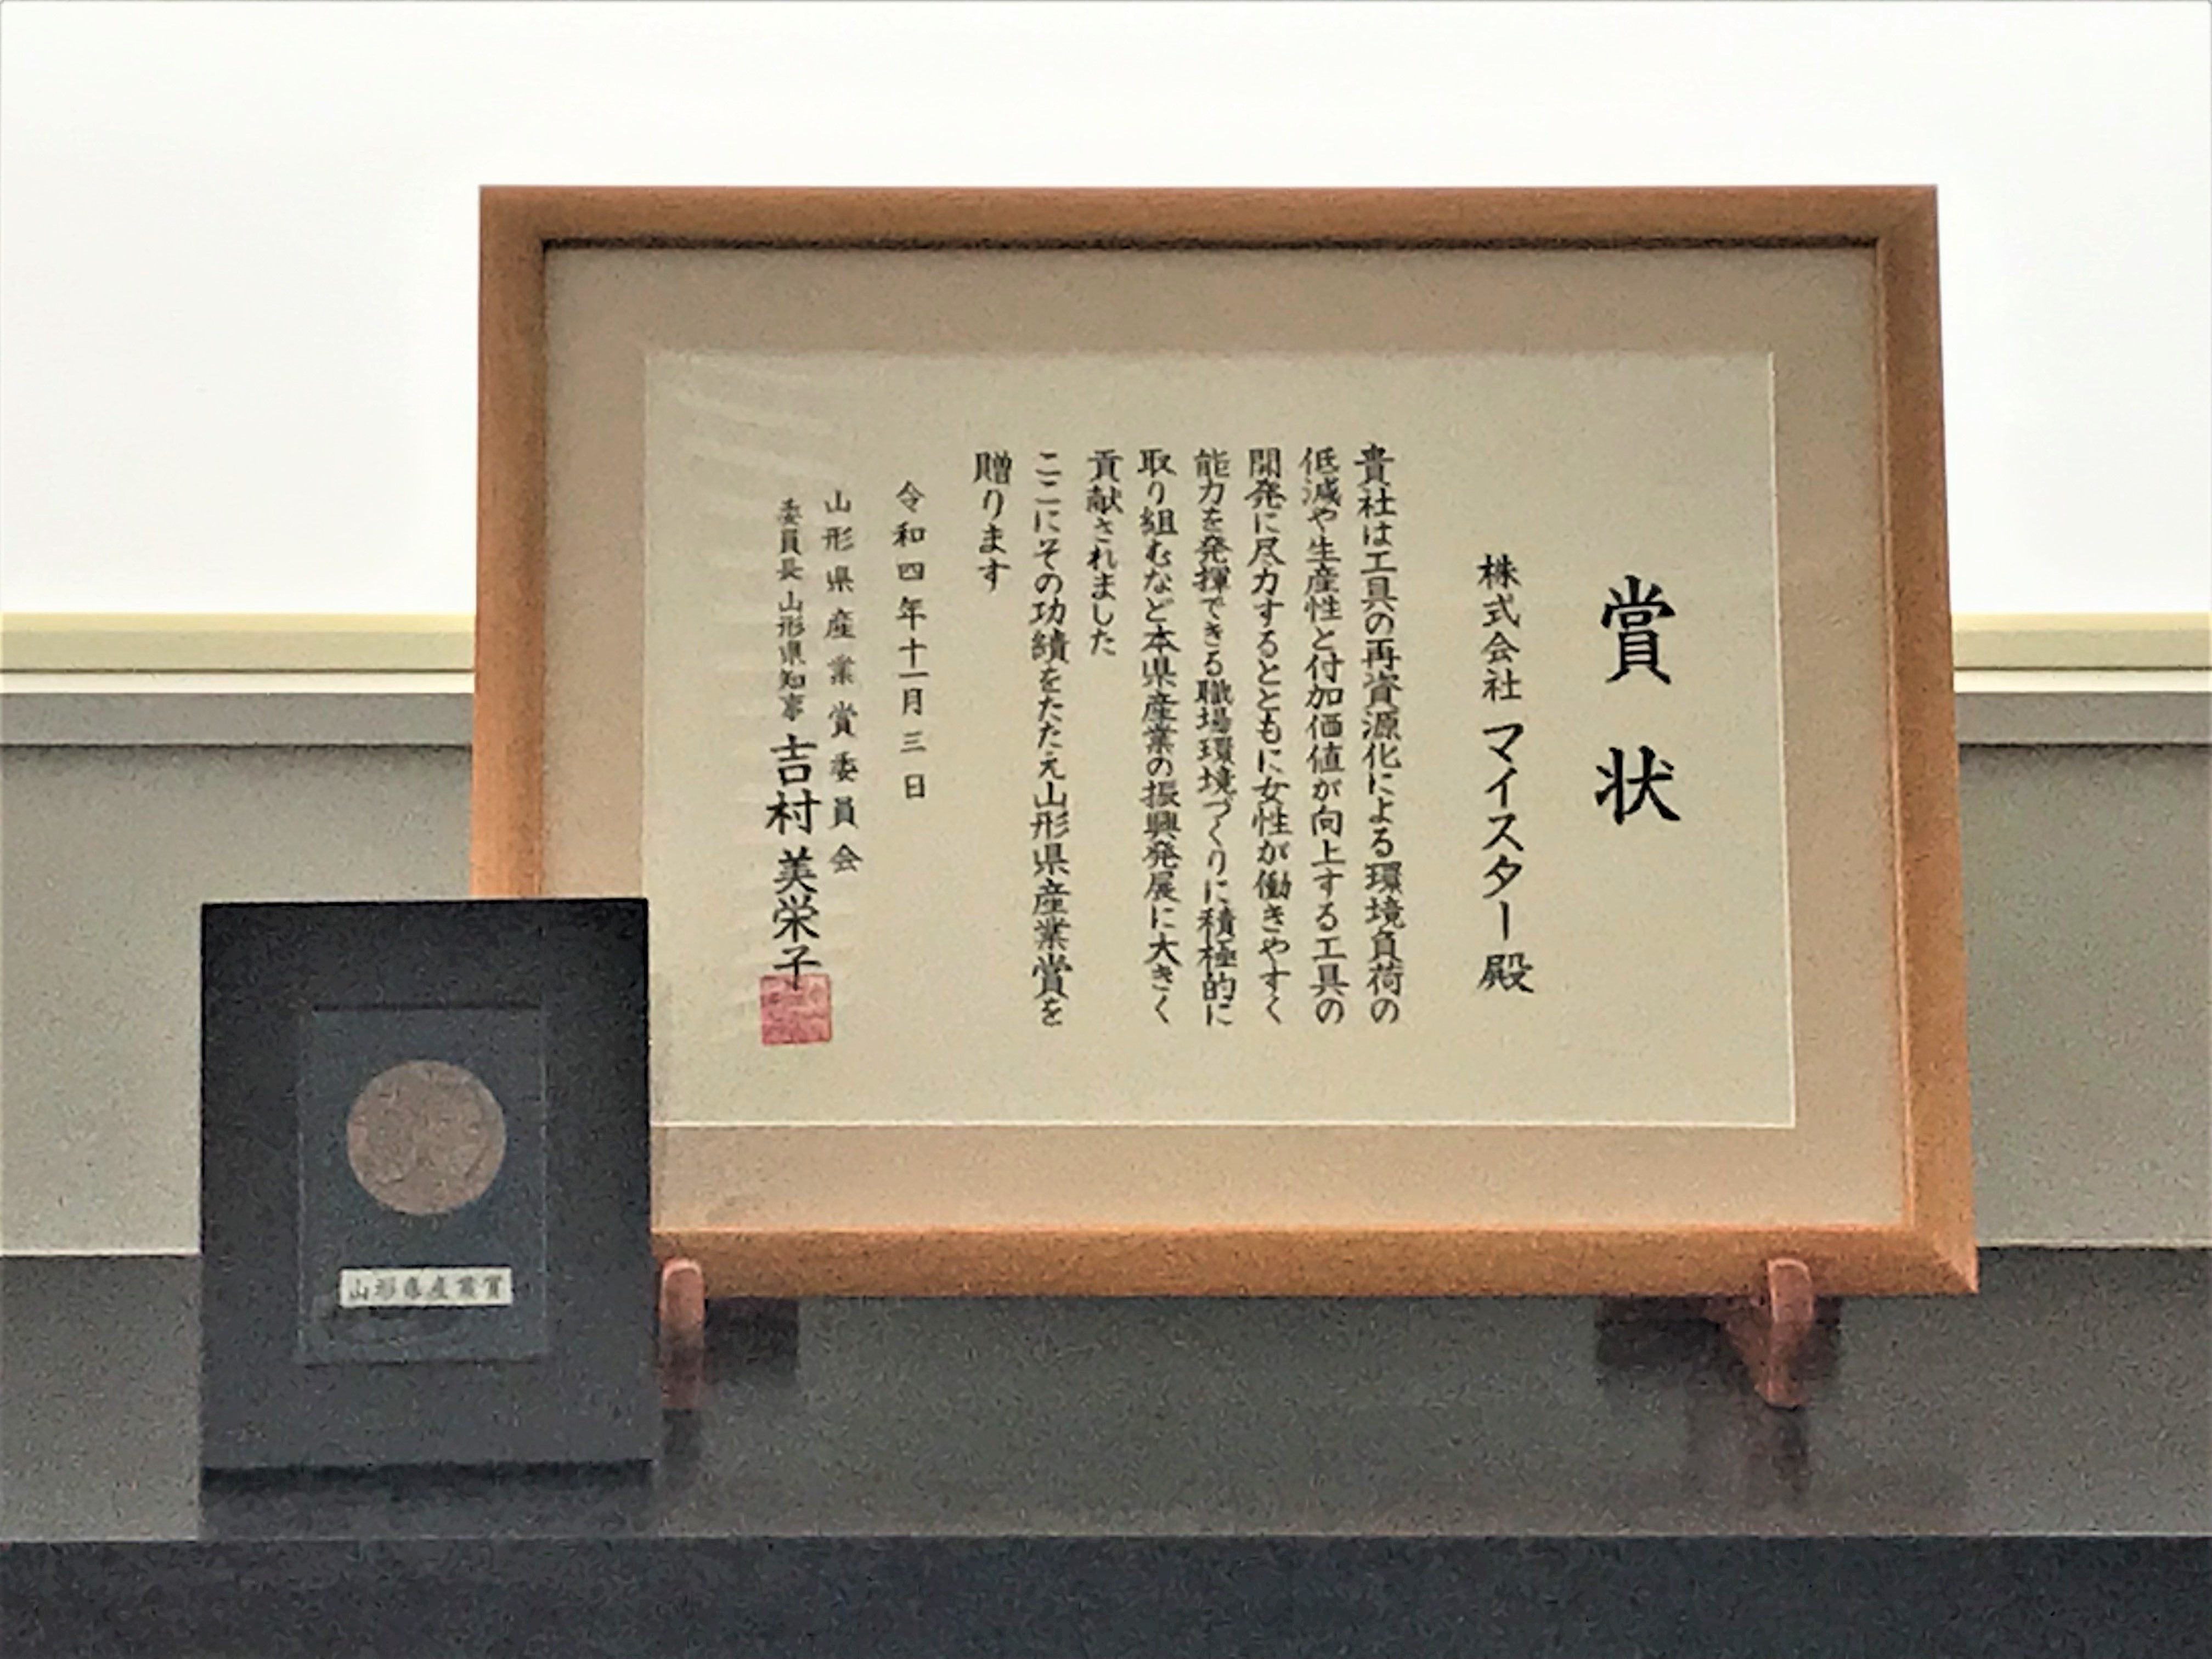 賞状
株式会社 マイスター 殿
貴社は工具の再資源化による環境負荷の
低減や生産性と付加価値が向上する工具の
開発に尽力するとともに女性が働きやすく
能力を発揮できる職場環境づくりに積極的に
取り組むなど本県産業の振興発展に大きく
貢献されました
ここにその功績をたたえ山形県産業賞を
贈ります
令和四年十一月三日
山形県産業賞委員会
委員長 山形県知事 吉村美栄子
山形県産業賞